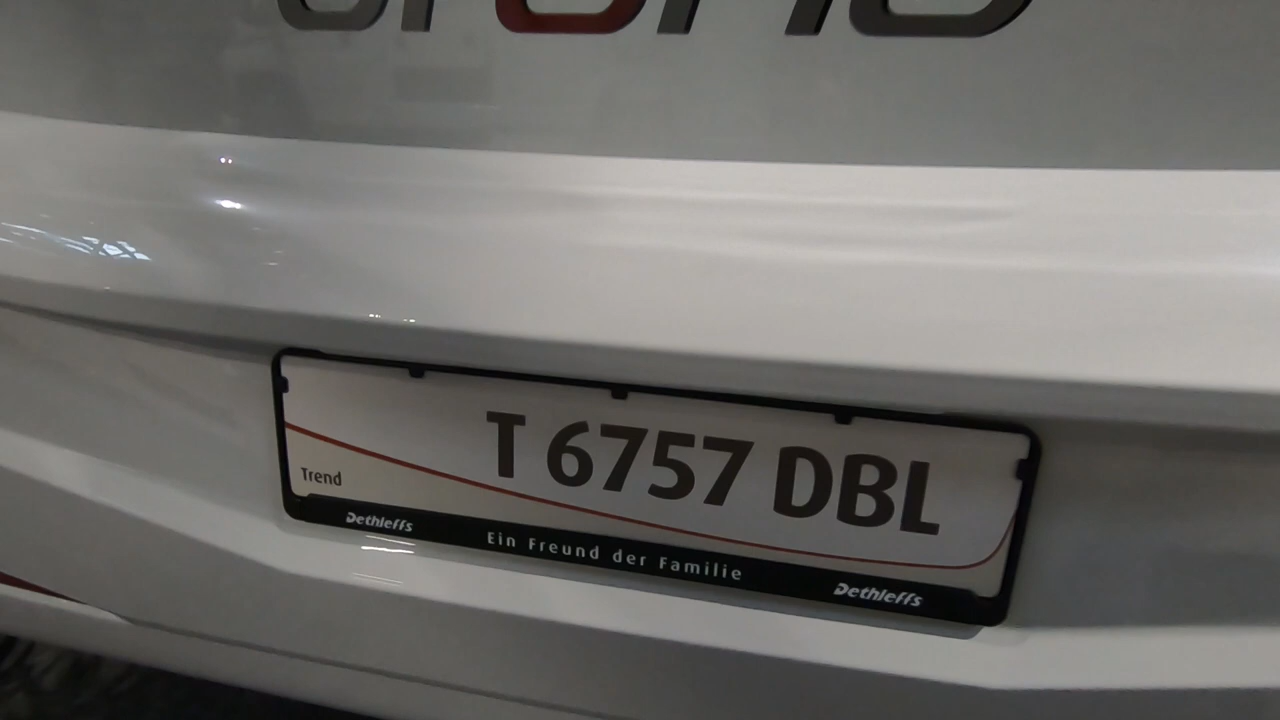 T 6757 DBL
Trend
Dethleffs
Ein Freund der Familie
Dethleffs